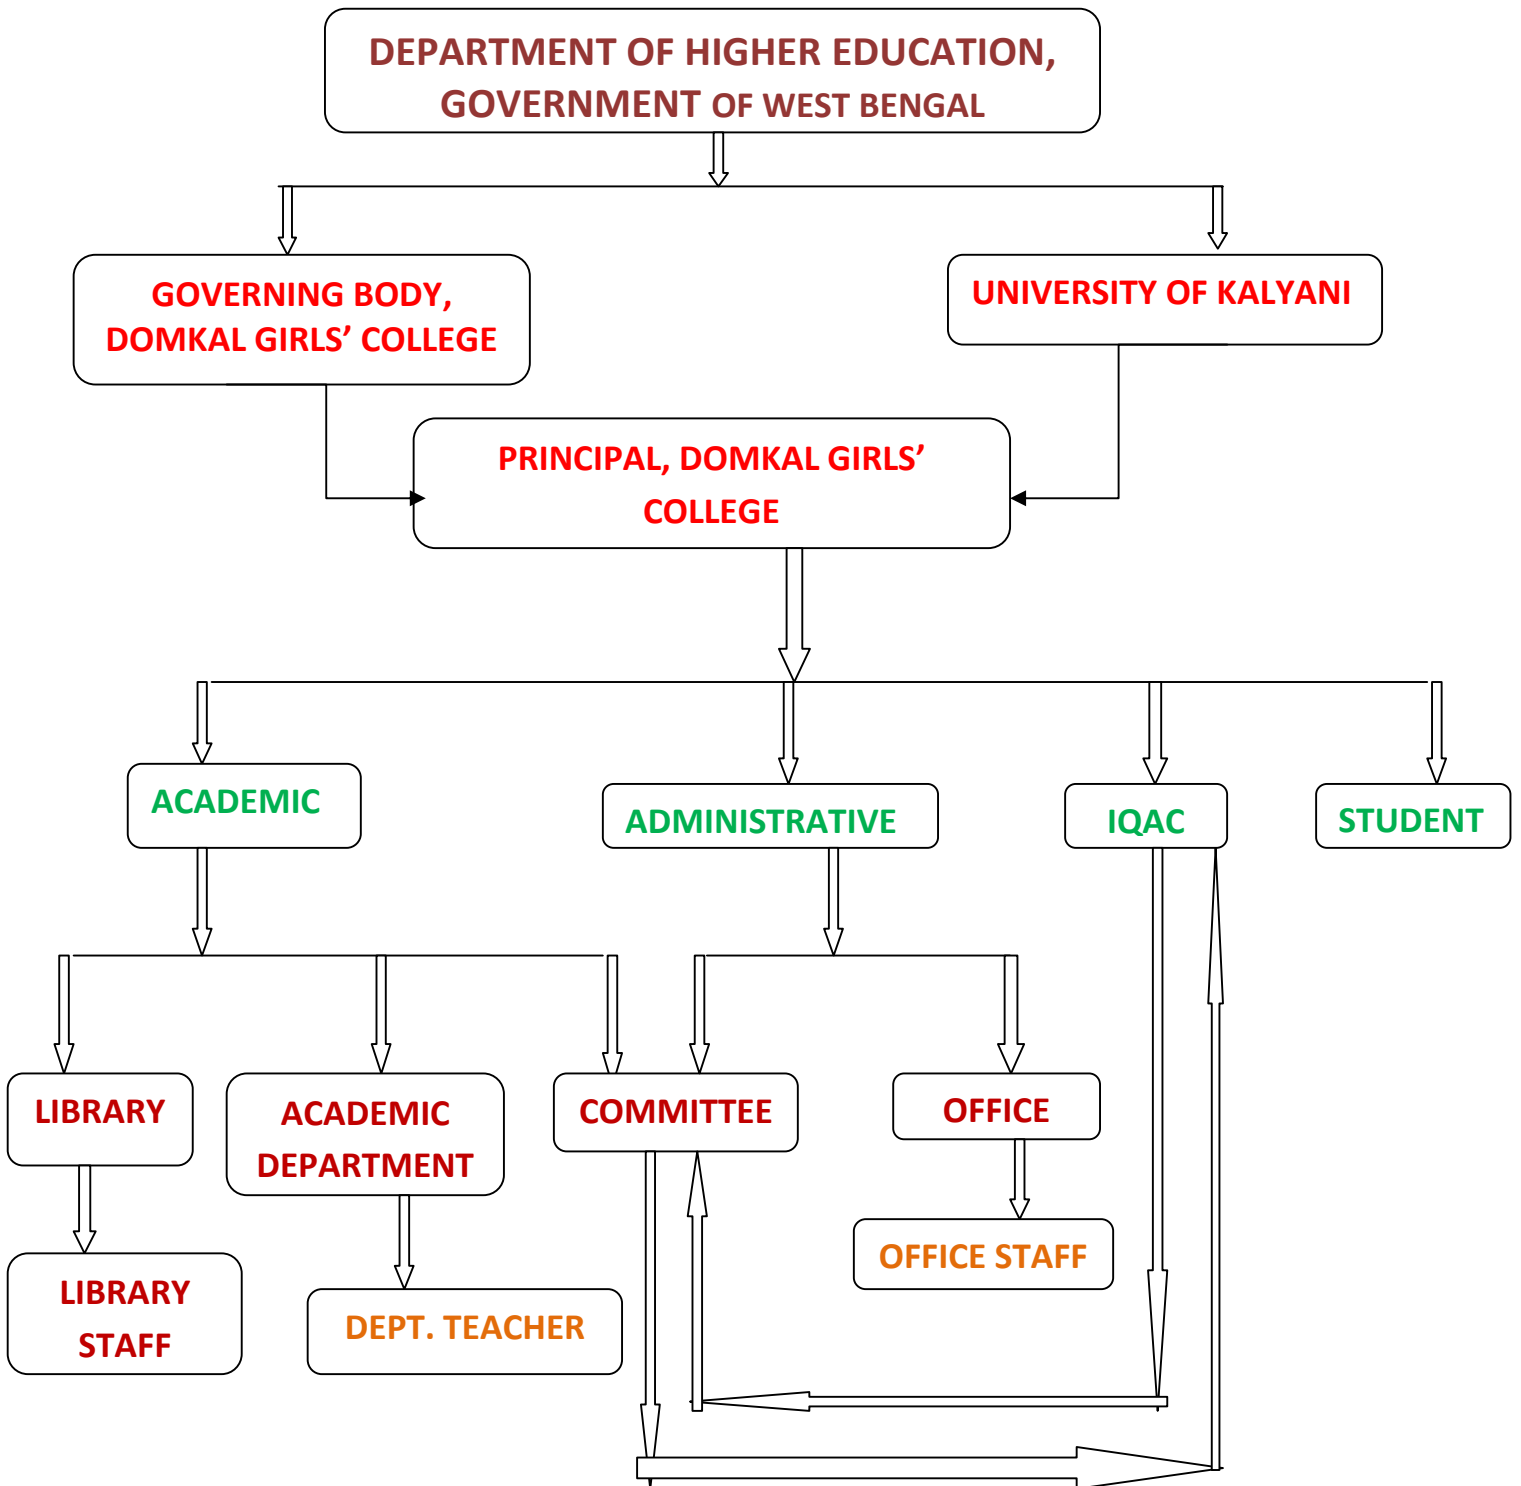 DEPARTMENT OF HIGHER EDUCATION,
GOVERNMENT OF WEST BENGAL
GOVERNING BODY,
DOMKAL GIRLS’ COLLEGE
UNIVERSITY OF KALYANI
PRINCIPAL, DOMKAL GIRLS’
COLLEGE
ACADEMIC
ADMINISTRATIVE
IQAC
STUDENT
LIBRARY
ACADEMIC
DEPARTMENT
COMMITTEE
OFFICE
LIBRARY
STAFF
DEPT. TEACHER
OFFICE STAFF